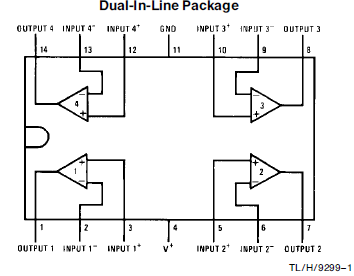 Dual-In-Line Package
OUTPUT 4 INPUT 4⁻ INPUT 4⁺ GND INPUT 3⁺ INPUT 3⁻ OUTPUT 3
14 13 12 11 10 9 8
4 3
1 2
1 2 3 4 5 6 7
OUTPUT 1 INPUT 1⁻ INPUT 1⁺ V⁺ INPUT 2⁺ INPUT 2⁻ OUTPUT 2
TL/H/9299–1